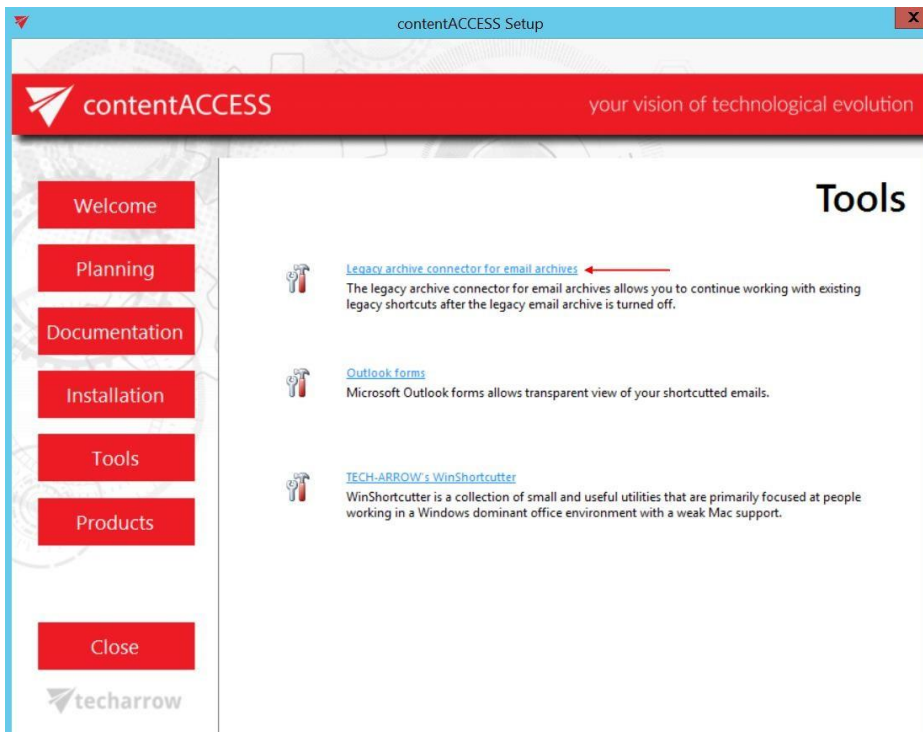 contentACCESS Setup
X
contentACCESS
your vision of technological evolution
Welcome
Planning
Documentation
Installation
Tools
Products
Close
techarrow
Tools
Legacy archive connector for email archives
The legacy archive connector for email archives allows you to continue working with existing
legacy shortcuts after the legacy email archive is turned off.
Outlook forms
Microsoft Outlook forms allows transparent view of your shortcutted emails.
TECH-ARROW's WinShortcutter
WinShortcutter is a collection of small and useful utilities that are primarily focused at people
working in a Windows dominant office environment with a weak Mac support.